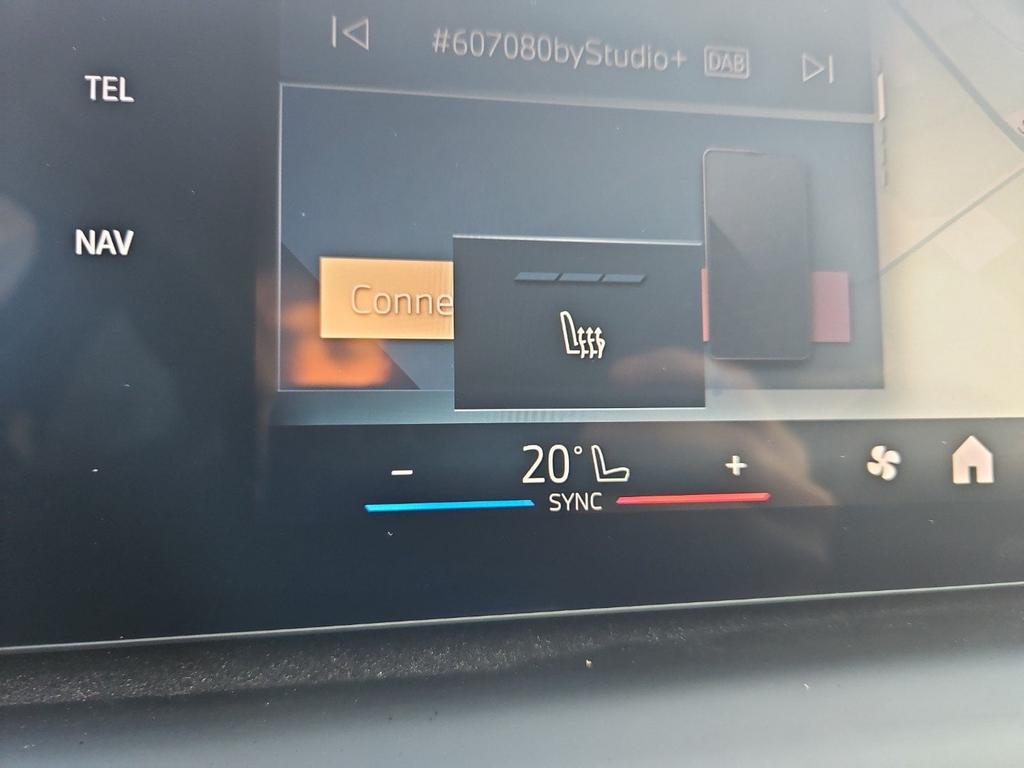 #607080byStudio+ DAB
TEL
NAV
Conne
- 20° +
SYNC